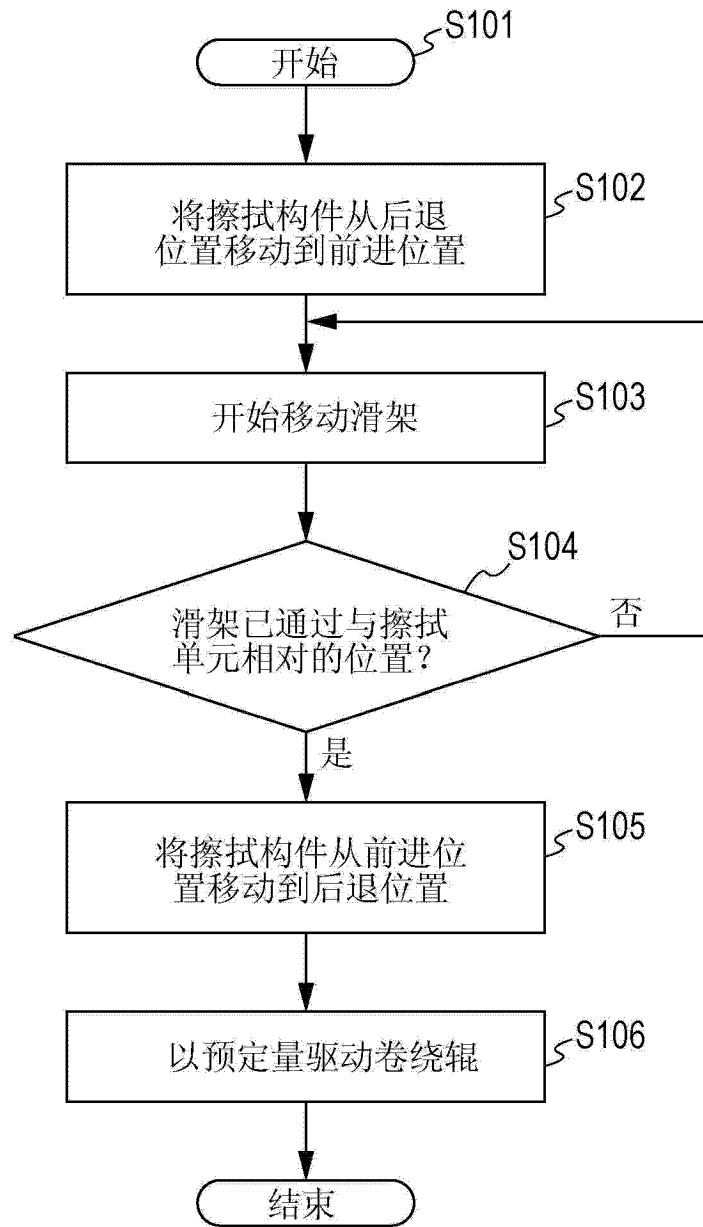 S101
开始
S102
将擦拭构件从后退
位置移动到前进位置
S103
开始移动滑架
S104
滑架已通过与擦拭
单元相对的位置？
否
是
S105
将擦拭构件从前进位
置移动到后退位置
S106
以预定量驱动卷绕辊
结束